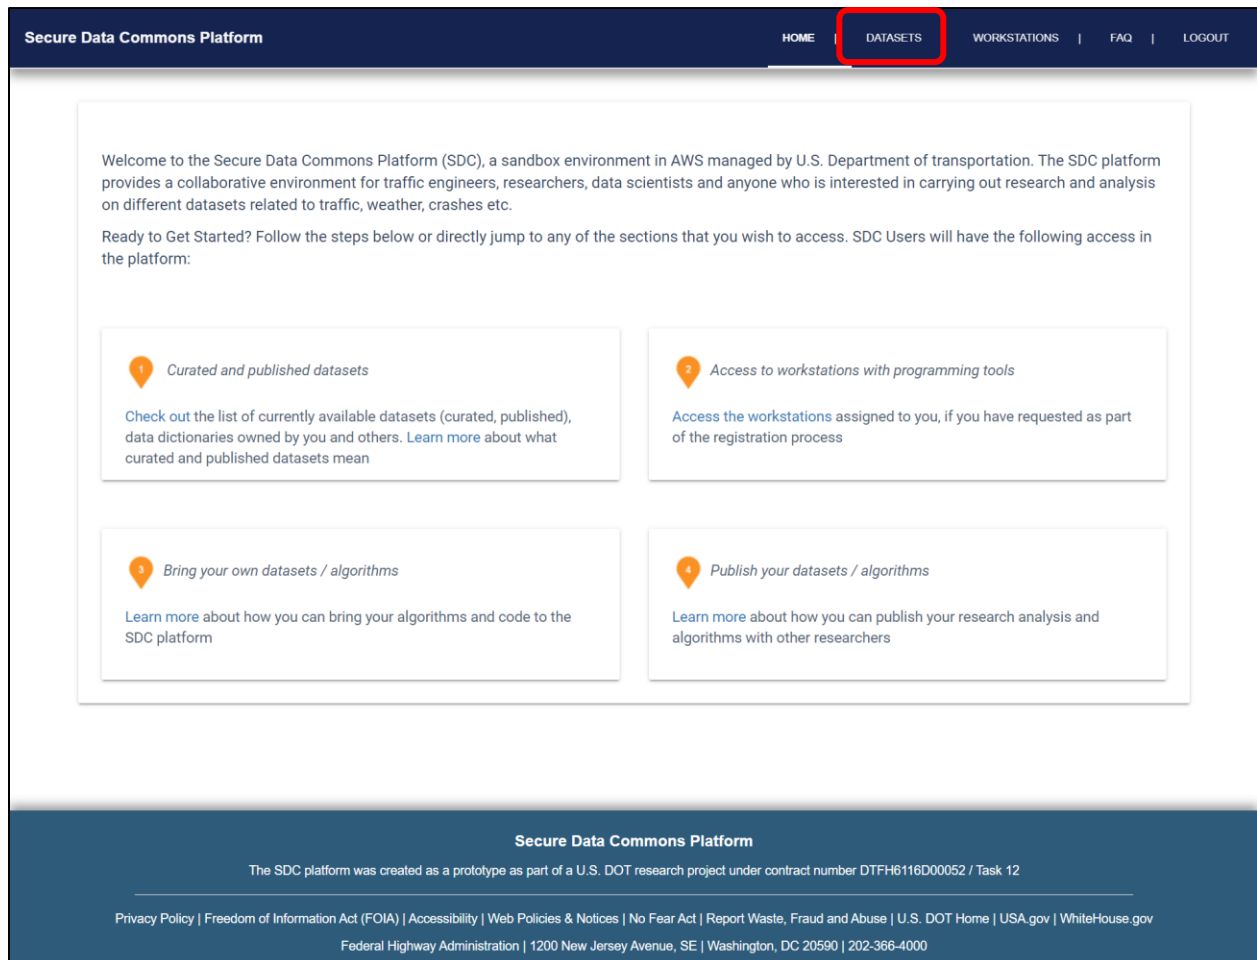 Secure Data Commons Platform
HOME | DATASETS WORKSTATIONS | FAQ | LOGOUT
Welcome to the Secure Data Commons Platform (SDC), a sandbox environment in AWS managed by U.S. Department of transportation. The SDC platform
provides a collaborative environment for traffic engineers, researchers, data scientists and anyone who is interested in carrying out research and analysis
on different datasets related to traffic, weather, crashes etc.
Ready to Get Started? Follow the steps below or directly jump to any of the sections that you wish to access. SDC Users will have the following access in
the platform:
1 Curated and published datasets
Check out the list of currently available datasets (curated, published),
data dictionaries owned by you and others. Learn more about what
curated and published datasets mean
2 Access to workstations with programming tools
Access the workstations assigned to you, if you have requested as part
of the registration process
3 Bring your own datasets / algorithms
Learn more about how you can bring your algorithms and code to the
SDC platform
4 Publish your datasets / algorithms
Learn more about how you can publish your research analysis and
algorithms with other researchers
Secure Data Commons Platform
The SDC platform was created as a prototype as part of a U.S. DOT research project under contract number DTFH6116D00052 / Task 12
Privacy Policy | Freedom of Information Act (FOIA) | Accessibility | Web Policies & Notices | No Fear Act | Report Waste, Fraud and Abuse | U.S. DOT Home | USA.gov | WhiteHouse.gov
Federal Highway Administration | 1200 New Jersey Avenue, SE | Washington, DC 20590 | 202-366-4000